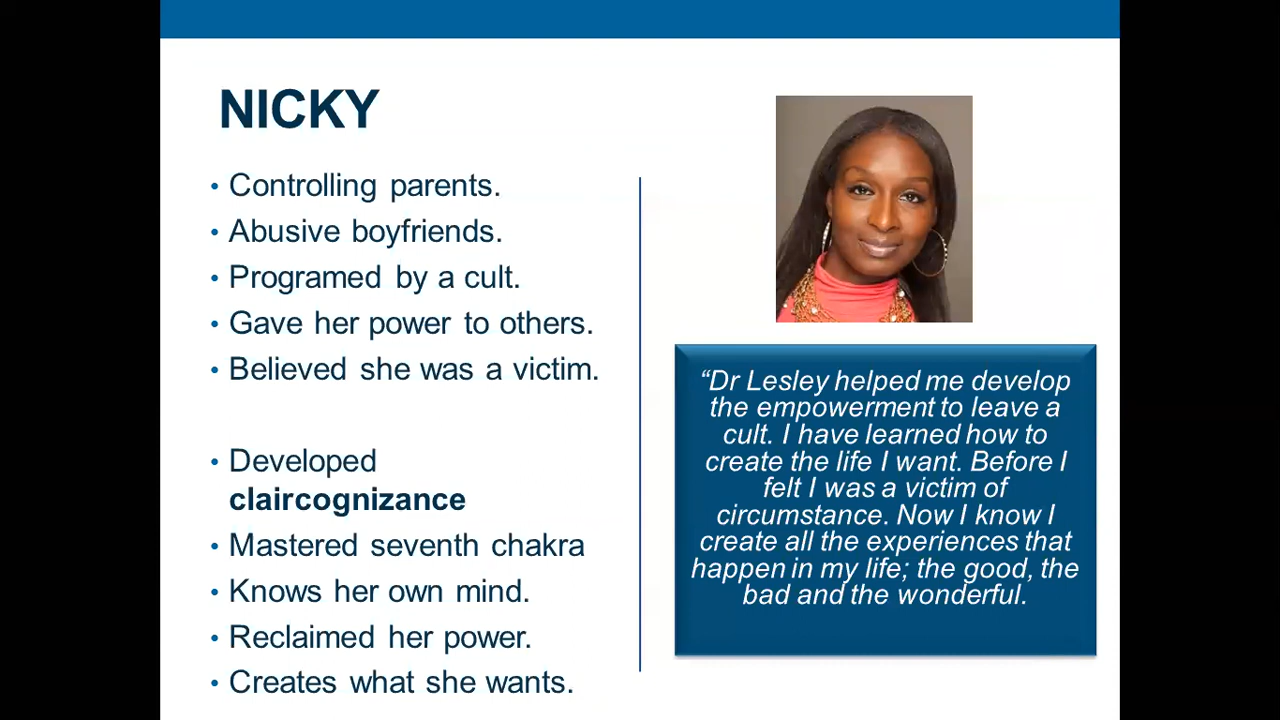 NICKY
• Controlling parents.
• Abusive boyfriends.
• Programed by a cult.
• Gave her power to others.
• Believed she was a victim.
• Developed
claircognizance
• Mastered seventh chakra
• Knows her own mind.
• Reclaimed her power.
• Creates what she wants.
“Dr Lesley helped me develop
the empowerment to leave a
cult. I have learned how to
create the life I want. Before I
felt I was a victim of
circumstance. Now I know I
create all the experiences that
happen in my life; the good, the
bad and the wonderful.